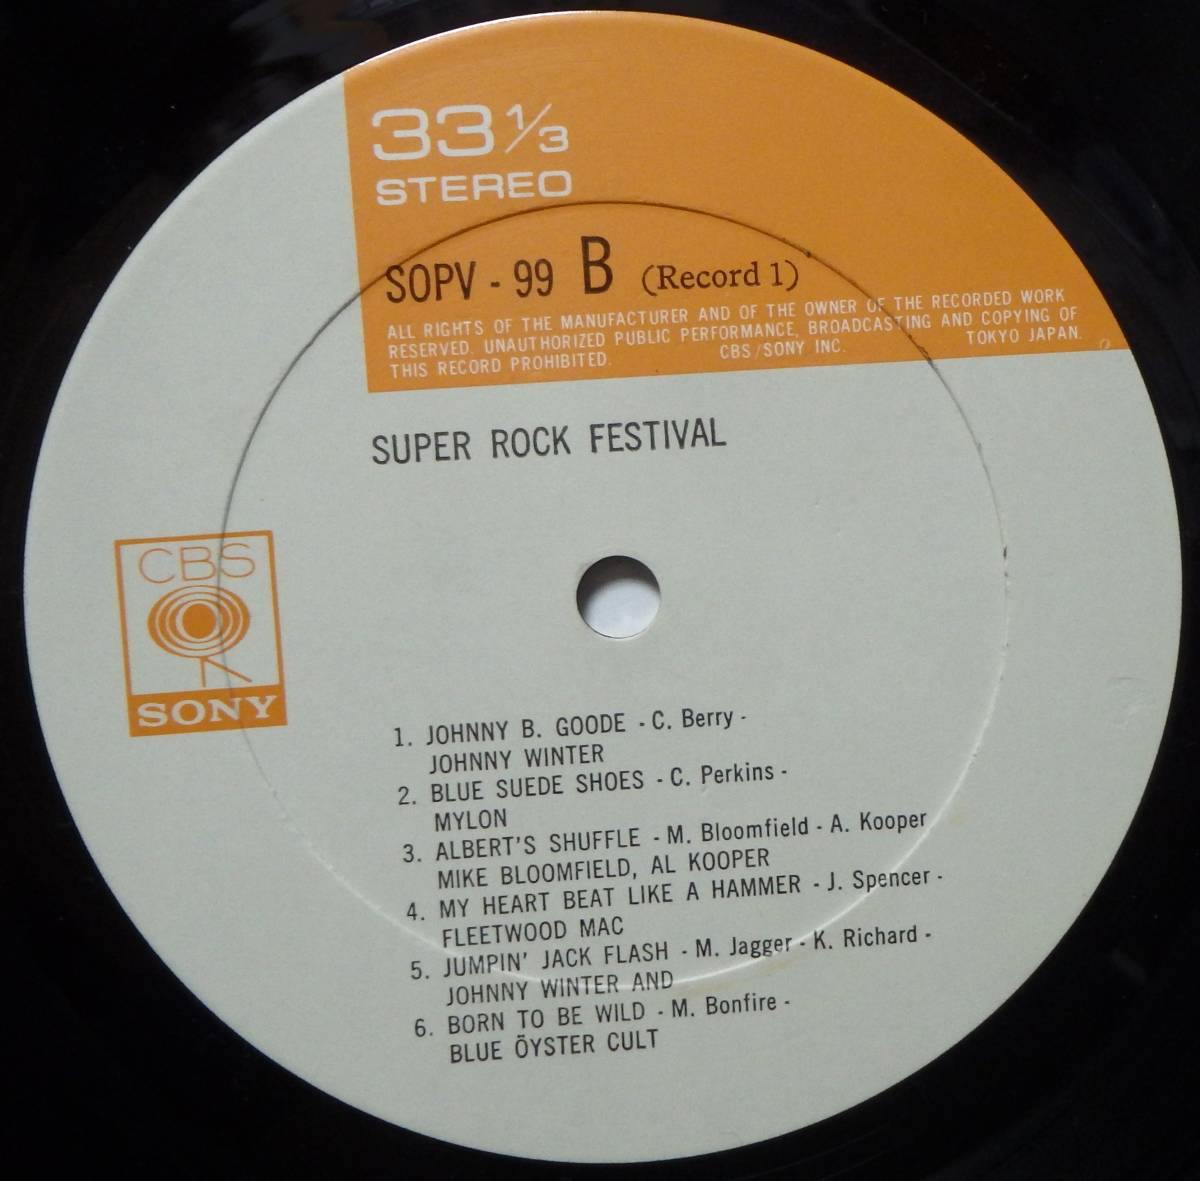 33 1/3
STEREO
SOPV - 99 B (Record 1)
ALL RIGHTS OF THE MANUFACTURER AND OF THE OWNER OF THE RECORDED WORK
RESERVED. UNAUTHORIZED PUBLIC PERFORMANCE, BROADCASTING AND COPYING OF
THIS RECORD PROHIBITED. CBS/SONY INC. TOKYO JAPAN.
SUPER ROCK FESTIVAL
CBS
SONY
1. JOHNNY B. GOODE - C. Berry -
JOHNNY WINTER
2. BLUE SUEDE SHOES - C. Perkins -
MYLON
3. ALBERT'S SHUFFLE - M. Bloomfield - A. Kooper
MIKE BLOOMFIELD, AL KOOPER
4. MY HEART BEAT LIKE A HAMMER - J. Spencer -
FLEETWOOD MAC
5. JUMPIN' JACK FLASH - M. Jagger - K. Richard -
JOHNNY WINTER AND
6. BORN TO BE WILD - M. Bonfire -
BLUE ÖYSTER CULT